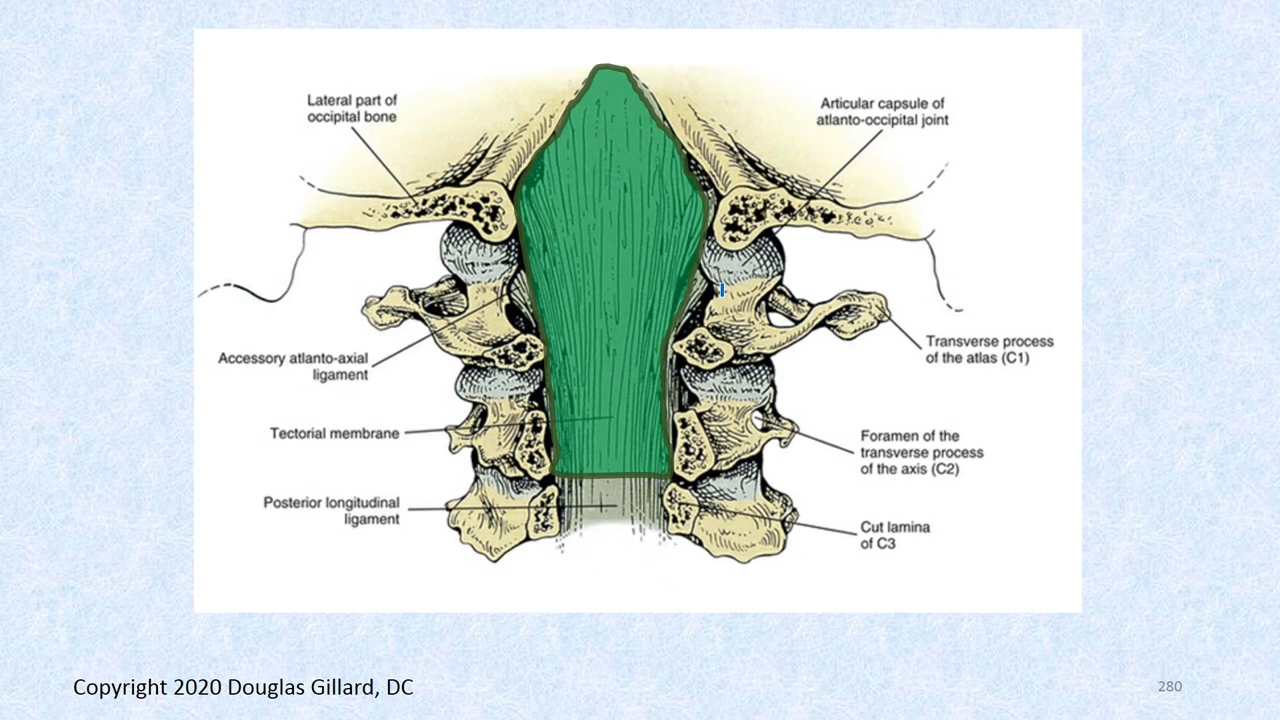 Lateral part of
occipital bone
Articular capsule of
atlanto-occipital joint
Accessory atlanto-axial
ligament
Transverse process
of the atlas (C1)
Tectorial membrane
Foramen of the
transverse process
of the axis (C2)
Posterior longitudinal
ligament
Cut lamina
of C3
Copyright 2020 Douglas Gillard, DC
280